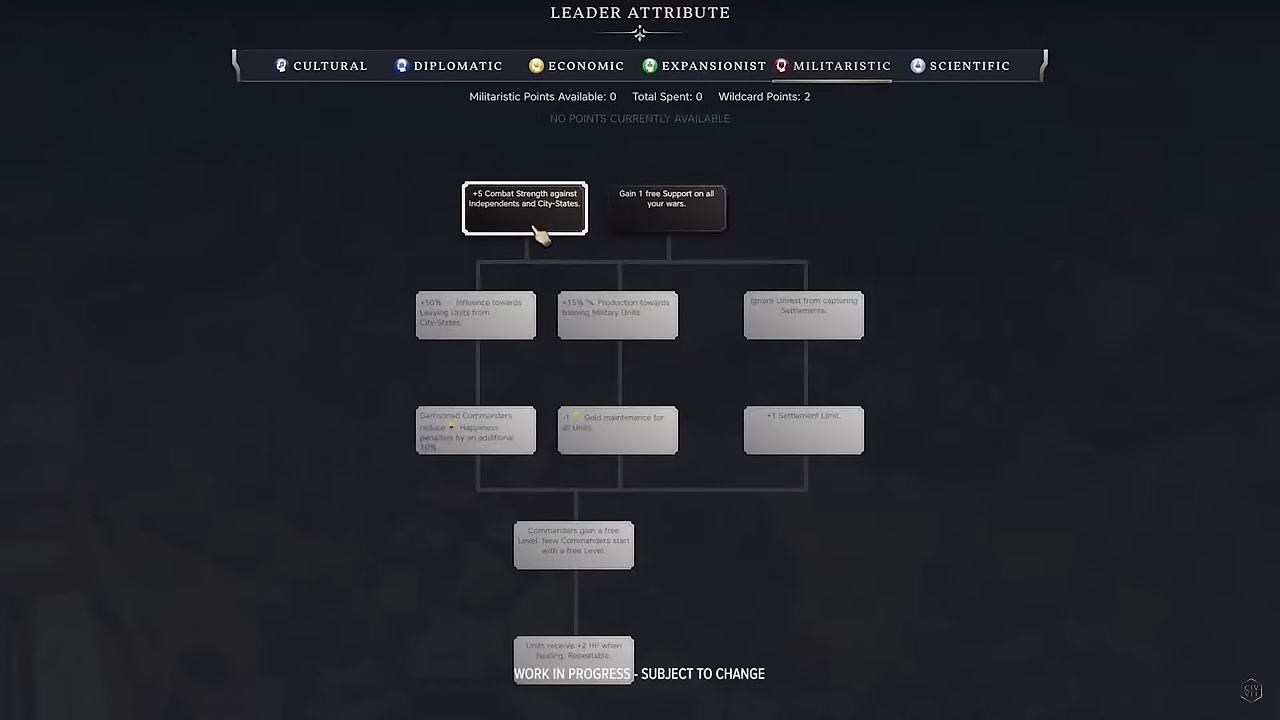 LEADER ATTRIBUTE
CULTURAL
DIPLOMATIC
ECONOMIC
EXPANSIONIST
MILITARISTIC
SCIENTIFIC
Militaristic Points Available: 0 Total Spent: 0 Wildcard Points: 2
NO POINTS CURRENTLY AVAILABLE
+5 Combat Strength against
Independents and City-States.
Gain 1 free Support on all
your wars.
+50% Influence towards
Levying Units from
City-States.
+15% Production towards
training Military Units
Ignore Unrest from capturing
Settlements.
Garrisoned Commanders
reduce Happiness
penalties by an additional
10%.
-1 Gold maintenance for
all Units.
+1 Settlement Limit.
Commanders gain a free
Level. New Commanders start
with a free Level.
Units receive +2 HP when
healing. Repeatable.
WORK IN PROGRESS - SUBJECT TO CHANGE
CIV
VII